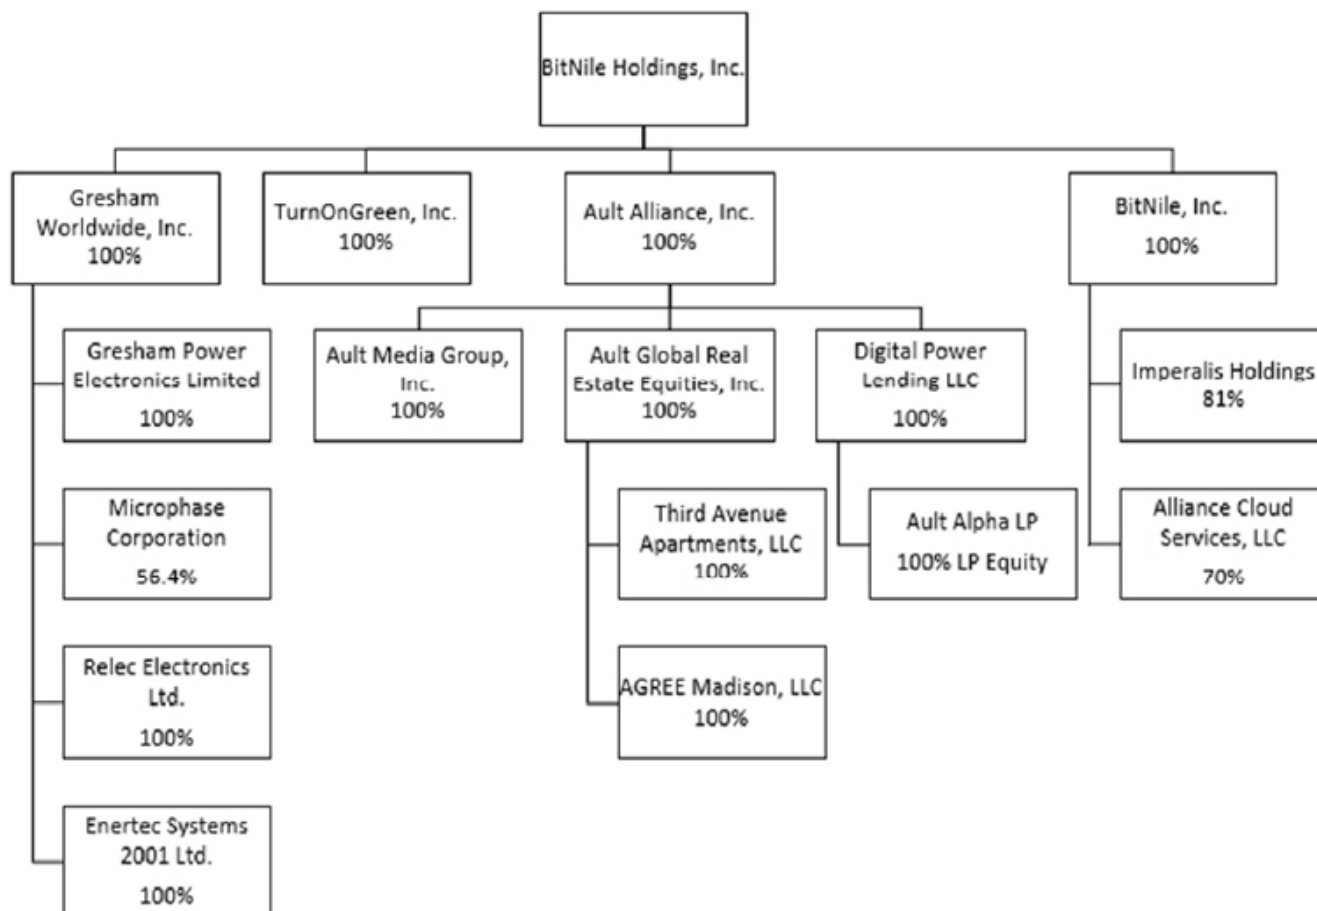 BitNile Holdings, Inc.
Gresham
Worldwide, Inc.
100%
TurnOnGreen, Inc.
100%
Ault Alliance, Inc.
100%
BitNile, Inc.
100%
Gresham Power
Electronics Limited
100%
Ault Media Group,
Inc.
100%
Ault Global Real
Estate Equities, Inc.
100%
Digital Power
Lending LLC
100%
Imperalis Holdings
81%
Microphase
Corporation
56.4%
Third Avenue
Apartments, LLC
100%
Ault Alpha LP
100% LP Equity
Alliance Cloud
Services, LLC
70%
Relec Electronics
Ltd.
100%
AGREE Madison, LLC
100%
Enertec Systems
2001 Ltd.
100%